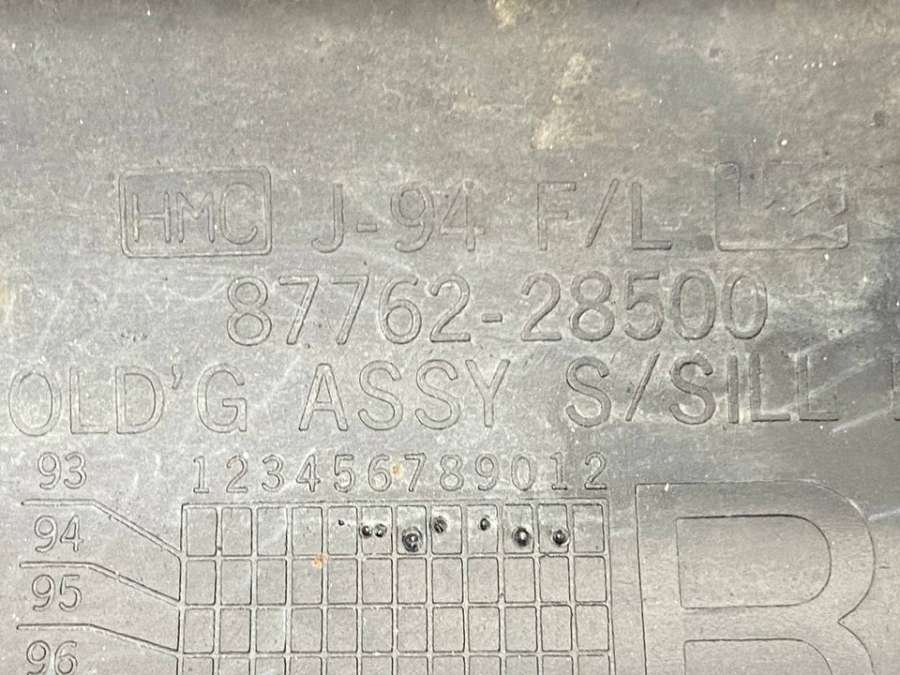 HMC J-94 F/L
87762-28500
OLD'G ASSY S/SILL
93 123456789012
94
95
96
R